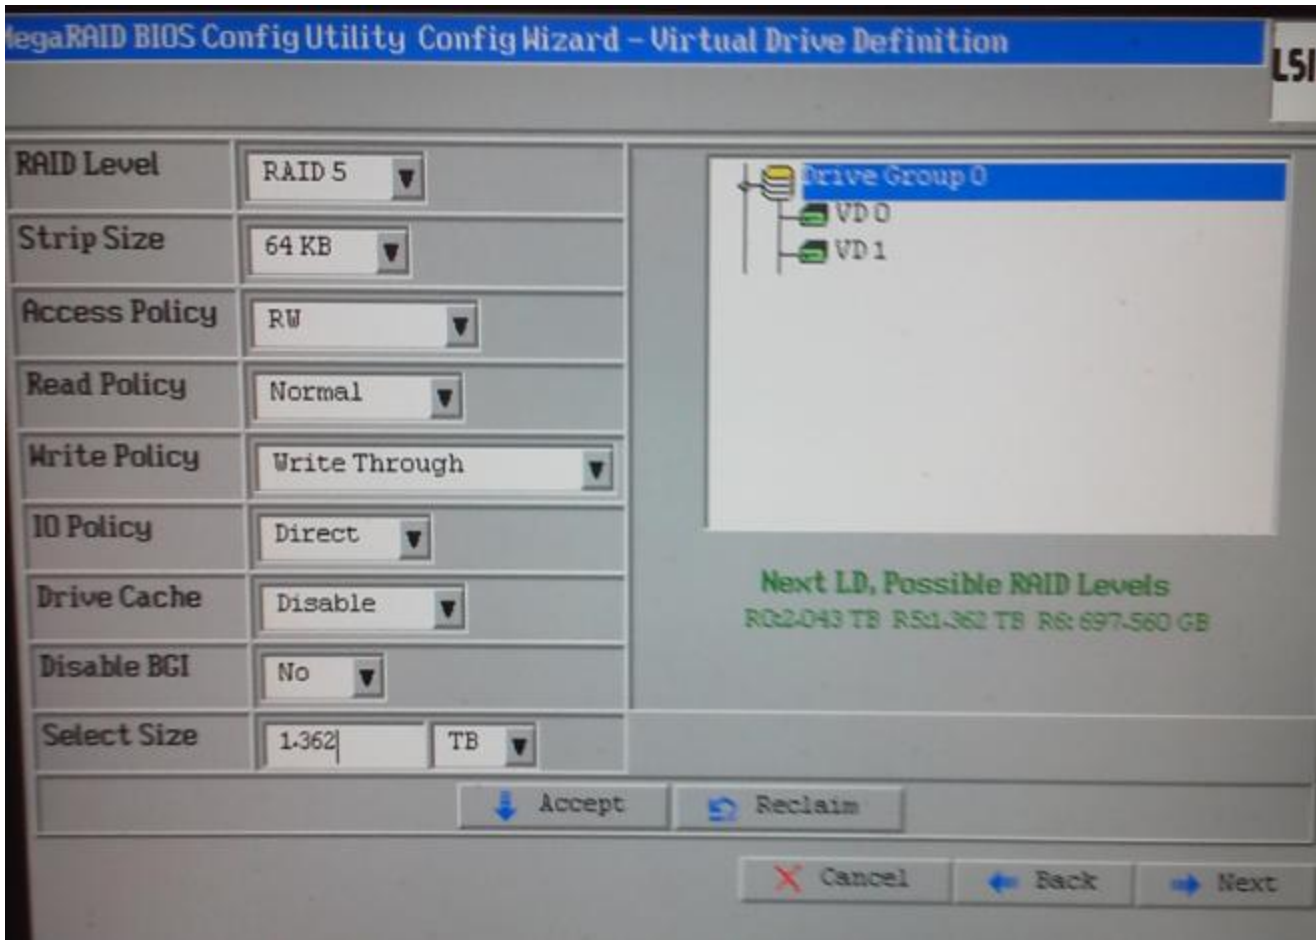 MegaRAID BIOS Config Utility Config Wizard – Virtual Drive Definition
LSI
RAID Level RAID 5
Strip Size 64 KB
Access Policy RW
Read Policy Normal
Write Policy Write Through
IO Policy Direct
Drive Cache Disable
Disable BGI No
Select Size 1.362 TB
Drive Group 0
VD 0
VD 1
Next LD, Possible RAID Levels
R0:2.043 TB R5:1.362 TB R6: 697.560 GB
Accept Reclaim
Cancel Back Next